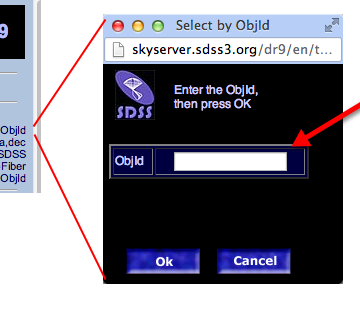 9
Select by ObjId
skyserver.sdss3.org/dr9/en/t...
SDSS
Enter the ObjId,
then press OK
ObjId
a,dec
SDSS
Fiber
ObjId
ObjId
Ok
Cancel